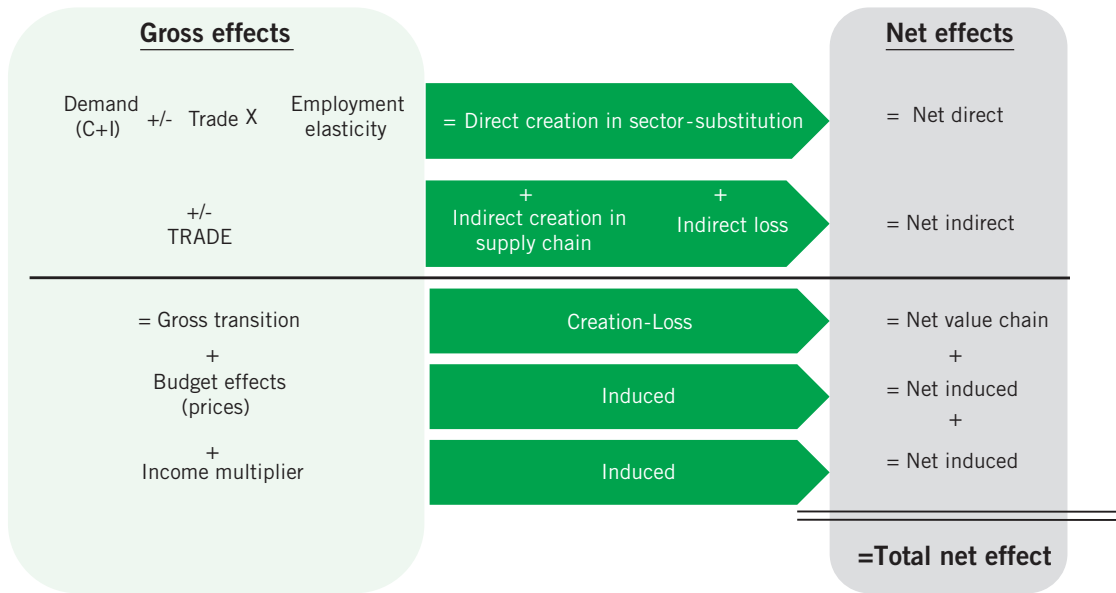 Gross effects
Net effects
Demand
(C+I)
+/-
Trade X
Employment
elasticity
= Direct creation in sector-substitution
= Net direct
+/-
TRADE
+
Indirect creation in
supply chain
+
Indirect loss
= Net indirect
= Gross transition
Creation-Loss
= Net value chain
+
+
Budget effects
(prices)
Induced
= Net induced
+
+
Income multiplier
Induced
= Net induced
=Total net effect